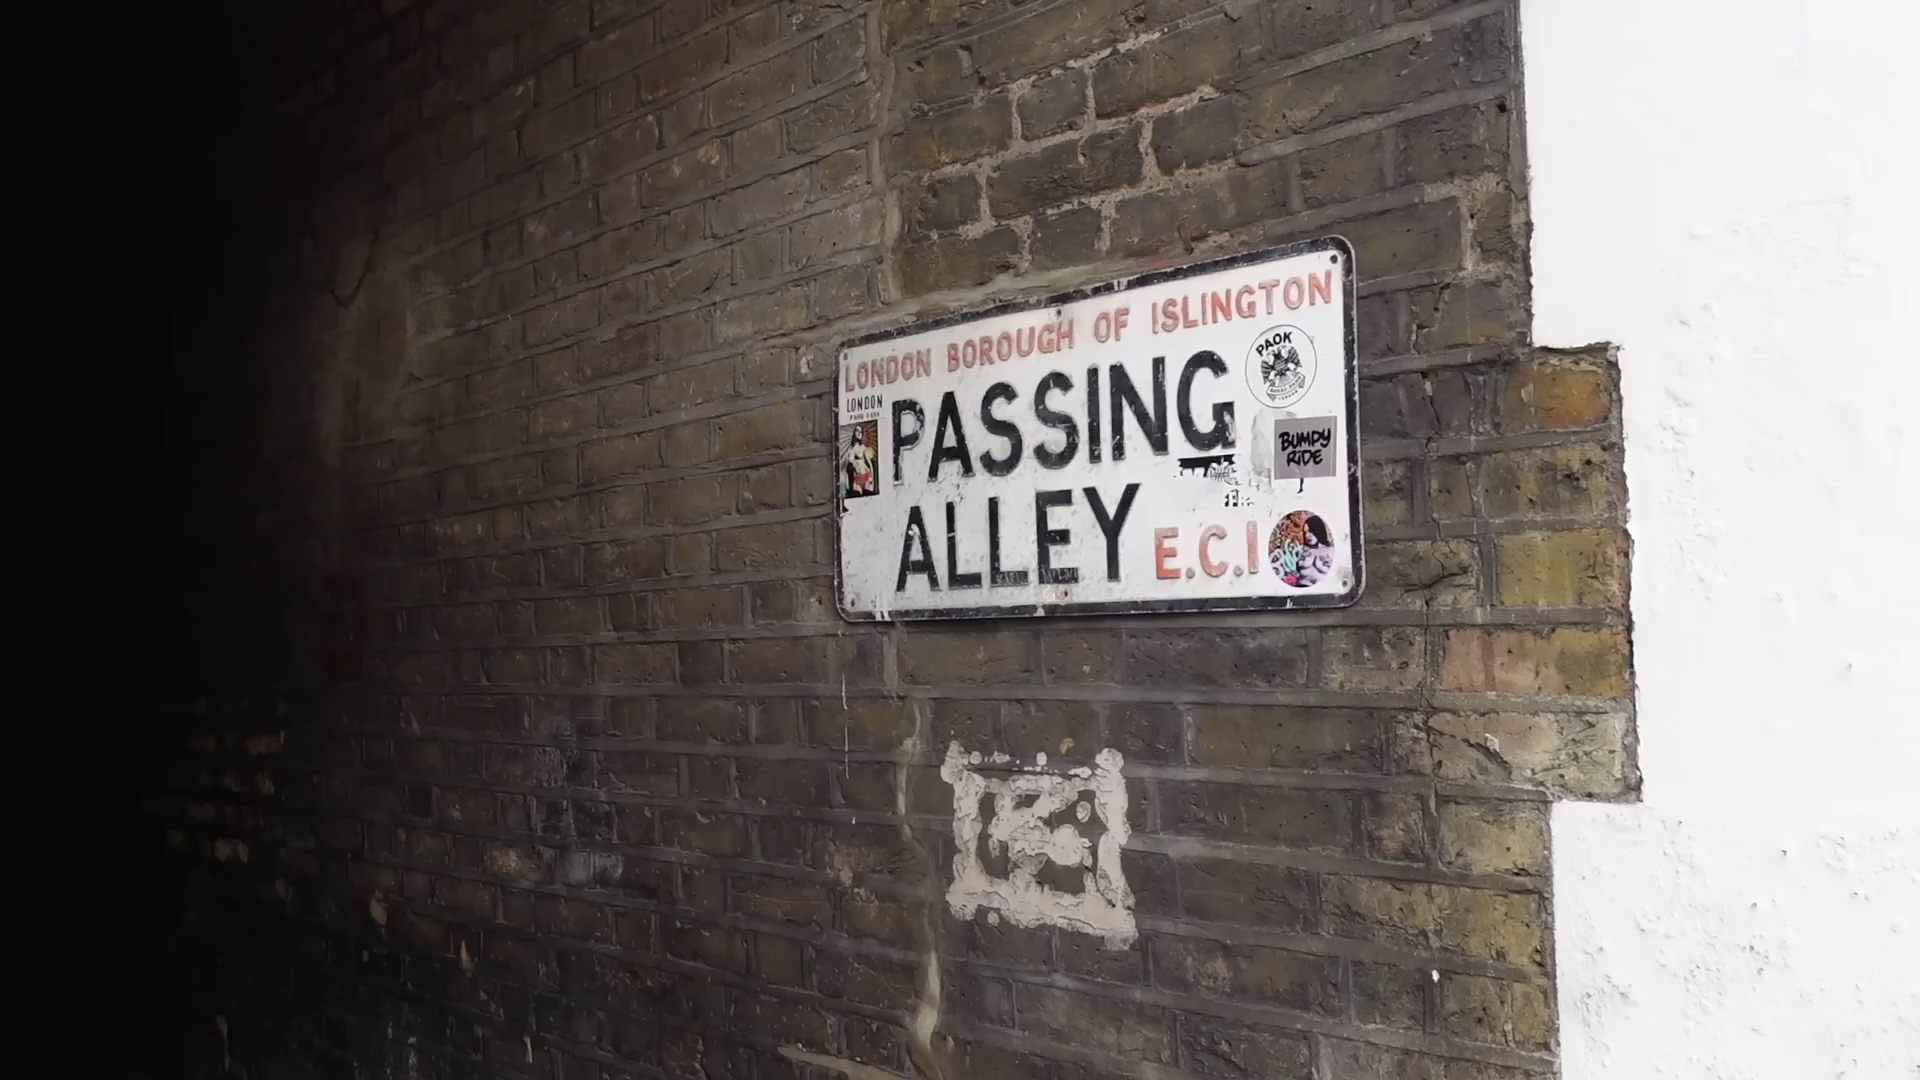 LONDON BOROUGH OF ISLINGTON
PASSING
ALLEY E.C.1
PAOK
LONDON
BUMPY
RIDE